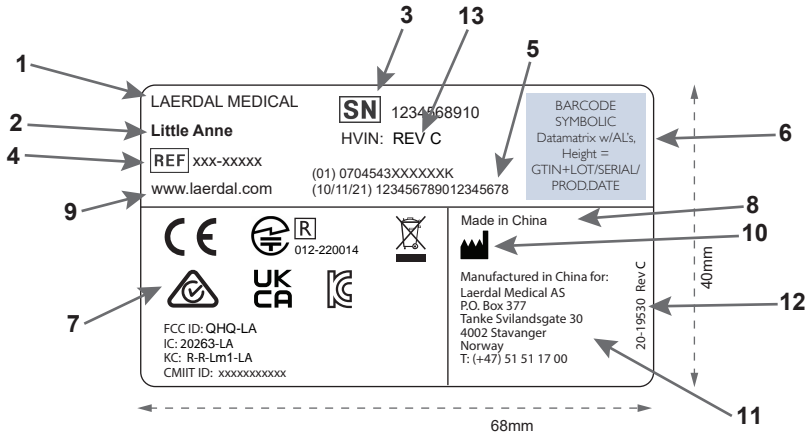 3
13
5
1
2
4
9
LAERDAL MEDICAL
Little Anne
REF xxx-xxxxx
www.laerdal.com
SN 1234568910
HVIN: REV C
(01) 0704543XXXXXXK
(10/11/21) 123456789012345678
BARCODE
SYMBOLIC
Datamatrix w/AL's,
Height =
GTIN+LOT/SERIAL/
PROD.DATE
6
8
10
12
11
7
CE
R
012-220014
UK
CA
KC
FCC ID: QHQ-LA
IC: 20263-LA
KC: R-R-Lm1-LA
CMIIT ID: xxxxxxxxxxx
Made in China
Manufactured in China for:
Laerdal Medical AS
P.O. Box 377
Tanke Svilandsgate 30
4002 Stavanger
Norway
T: (+47) 51 51 17 00
20-19530 Rev C
40mm
68mm